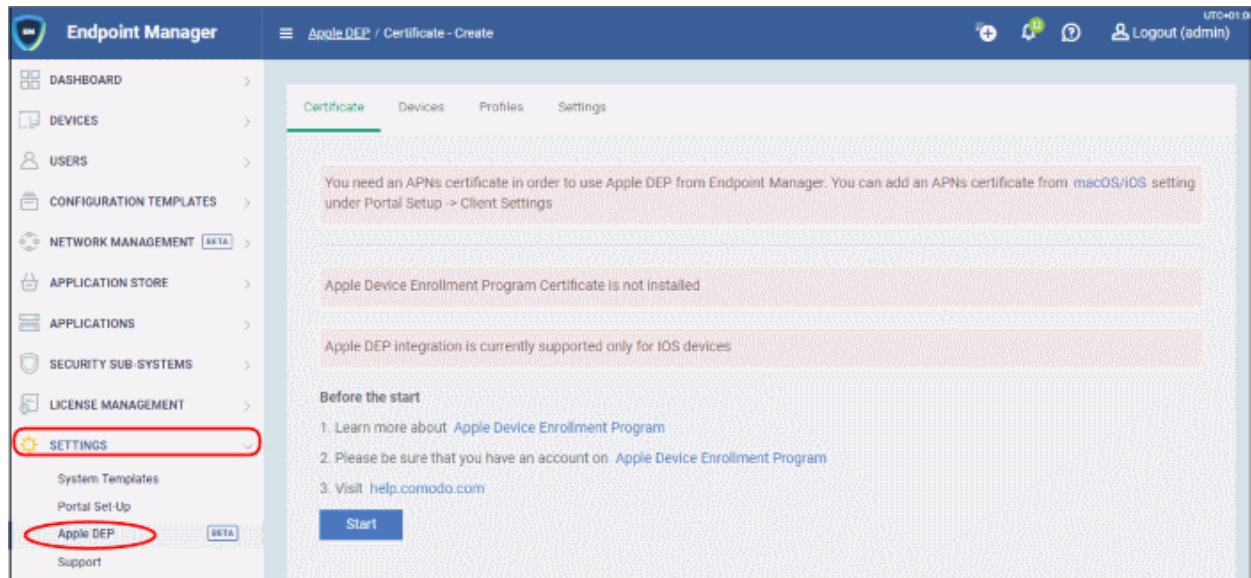 UTC+01:0
EM Endpoint Manager
Apple DEP / Certificate - Create
12
Logout (admin)
DASHBOARD
DEVICES
USERS
CONFIGURATION TEMPLATES
NETWORK MANAGEMENT BETA
APPLICATION STORE
APPLICATIONS
SECURITY SUB-SYSTEMS
LICENSE MANAGEMENT
SETTINGS
System Templates
Portal Set-Up
Apple DEP BETA
Support
Certificate Devices Profiles Settings
You need an APNs certificate in order to use Apple DEP from Endpoint Manager. You can add an APNs certificate from macOS/iOS setting
under Portal Setup -> Client Settings
Apple Device Enrollment Program Certificate is not installed
Apple DEP integration is currently supported only for IOS devices
Before the start
1. Learn more about Apple Device Enrollment Program
2. Please be sure that you have an account on Apple Device Enrollment Program
3. Visit help.comodo.com
Start